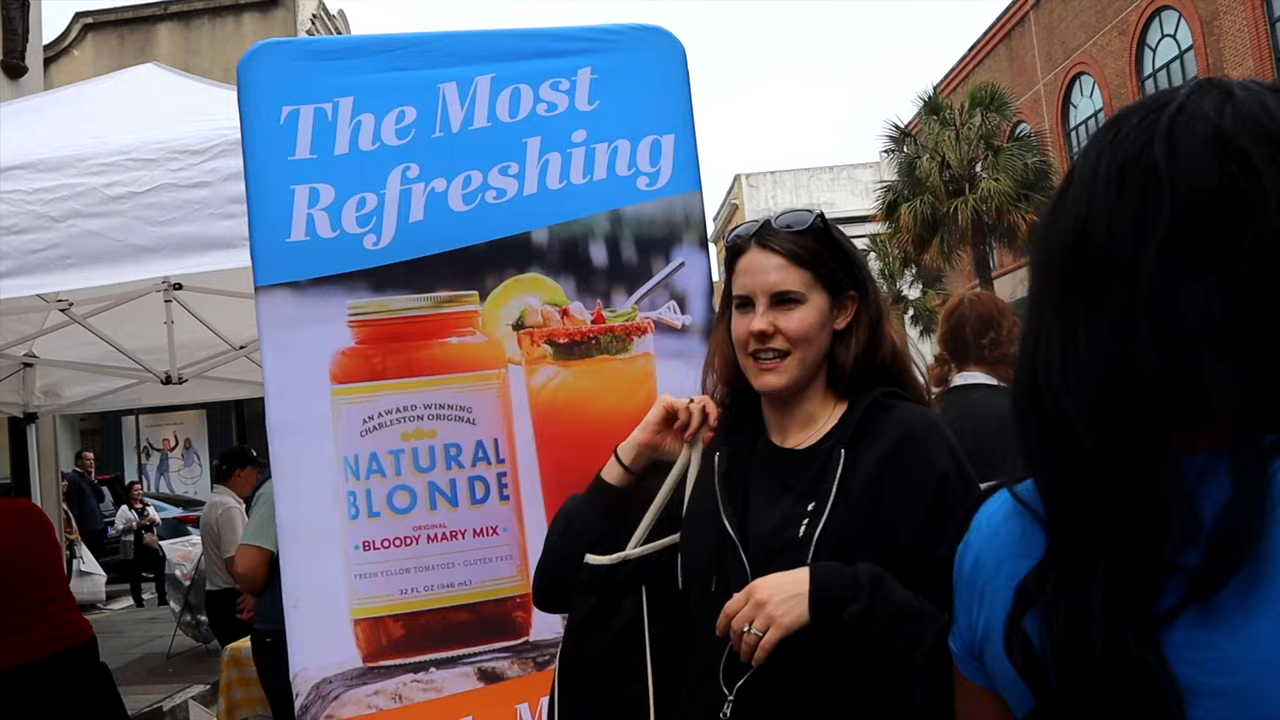 The Most
Refreshing
AN AWARD-WINNING
CHARLESTON ORIGINAL
NATURAL
BLONDE
ORIGINAL
BLOODY MARY MIX
FRESH YELLOW TOMATOES • GLUTEN FREE
32 FL OZ (946 mL)